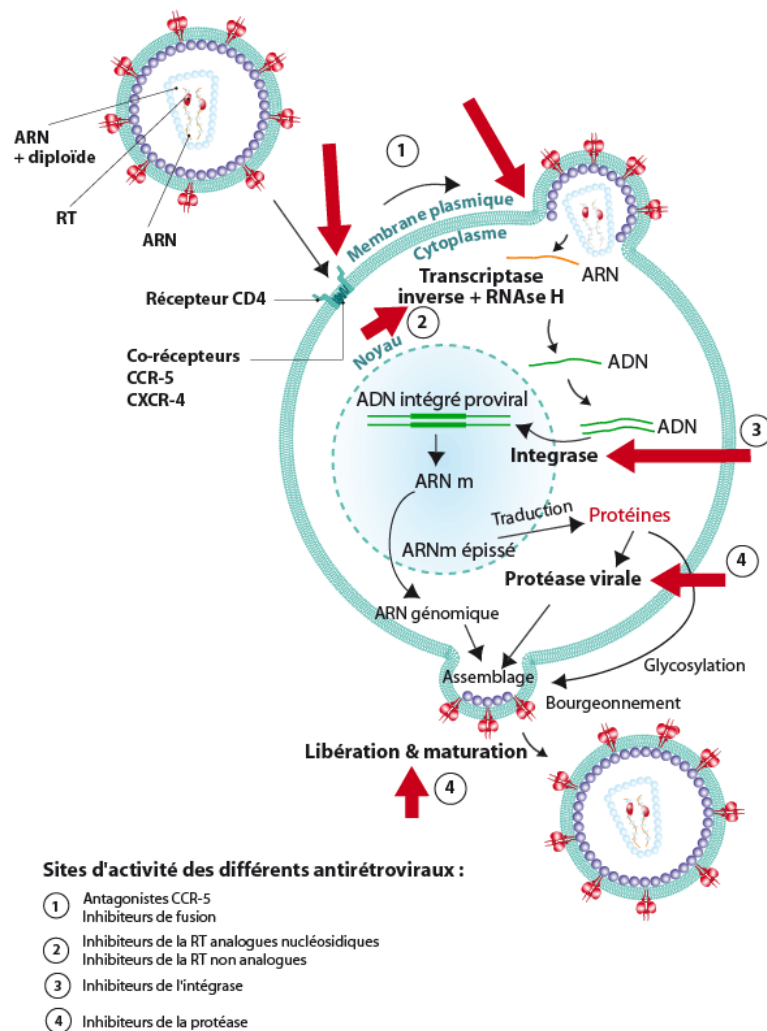 ARN
+ diploïde
RT
ARN
1
Membrane plasmique
Cytoplasme
ARN
Transcriptase
inverse + RNAse H
Récepteur CD4
2
Noyau
Co-récepteurs
CCR-5
CXCR-4
ADN
ADN intégré proviral
ADN
3
Integrase
ARN m
Traduction
Protéines
ARNm épissé
4
Protéase virale
ARN génomique
Glycosylation
Assemblage
Bourgeonnement
Libération & maturation
4
Sites d'activité des différents antirétroviraux :
1 Antagonistes CCR-5
Inhibiteurs de fusion
2 Inhibiteurs de la RT analogues nucléosidiques
Inhibiteurs de la RT non analogues
3 Inhibiteurs de l'intégrase
4 Inhibiteurs de la protéase